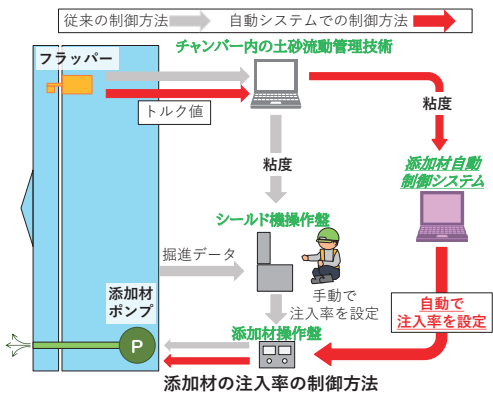 従来の制御方法
自動システムでの制御方法
フラッパー
チャンバー内の土砂流動管理技術
トルク値
粘度
粘度
添加材自動
制御システム
シールド機操作盤
掘進データ
手動で
注入率を設定
自動で
注入率を設定
添加材
ポンプ
P
添加材操作盤
添加材の注入率の制御方法